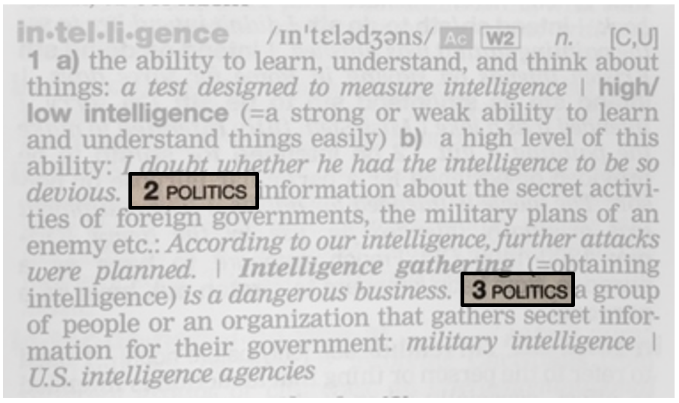 in·tel·li·gence /ɪnˈtɛlədʒəns/ Ac W2 n. [C,U]
1 a) the ability to learn, understand, and think about
things: a test designed to measure intelligence | high/
low intelligence (=a strong or weak ability to learn
and understand things easily) b) a high level of this
ability: I doubt whether he had the intelligence to be so
devious. 2 POLITICS information about the secret activi-
ties of foreign governments, the military plans of an
enemy etc.: According to our intelligence, further attacks
were planned. | Intelligence gathering (=obtaining
intelligence) is a dangerous business. 3 POLITICS a group
of people or an organization that gathers secret infor-
mation for their government: military intelligence |
U.S. intelligence agencies